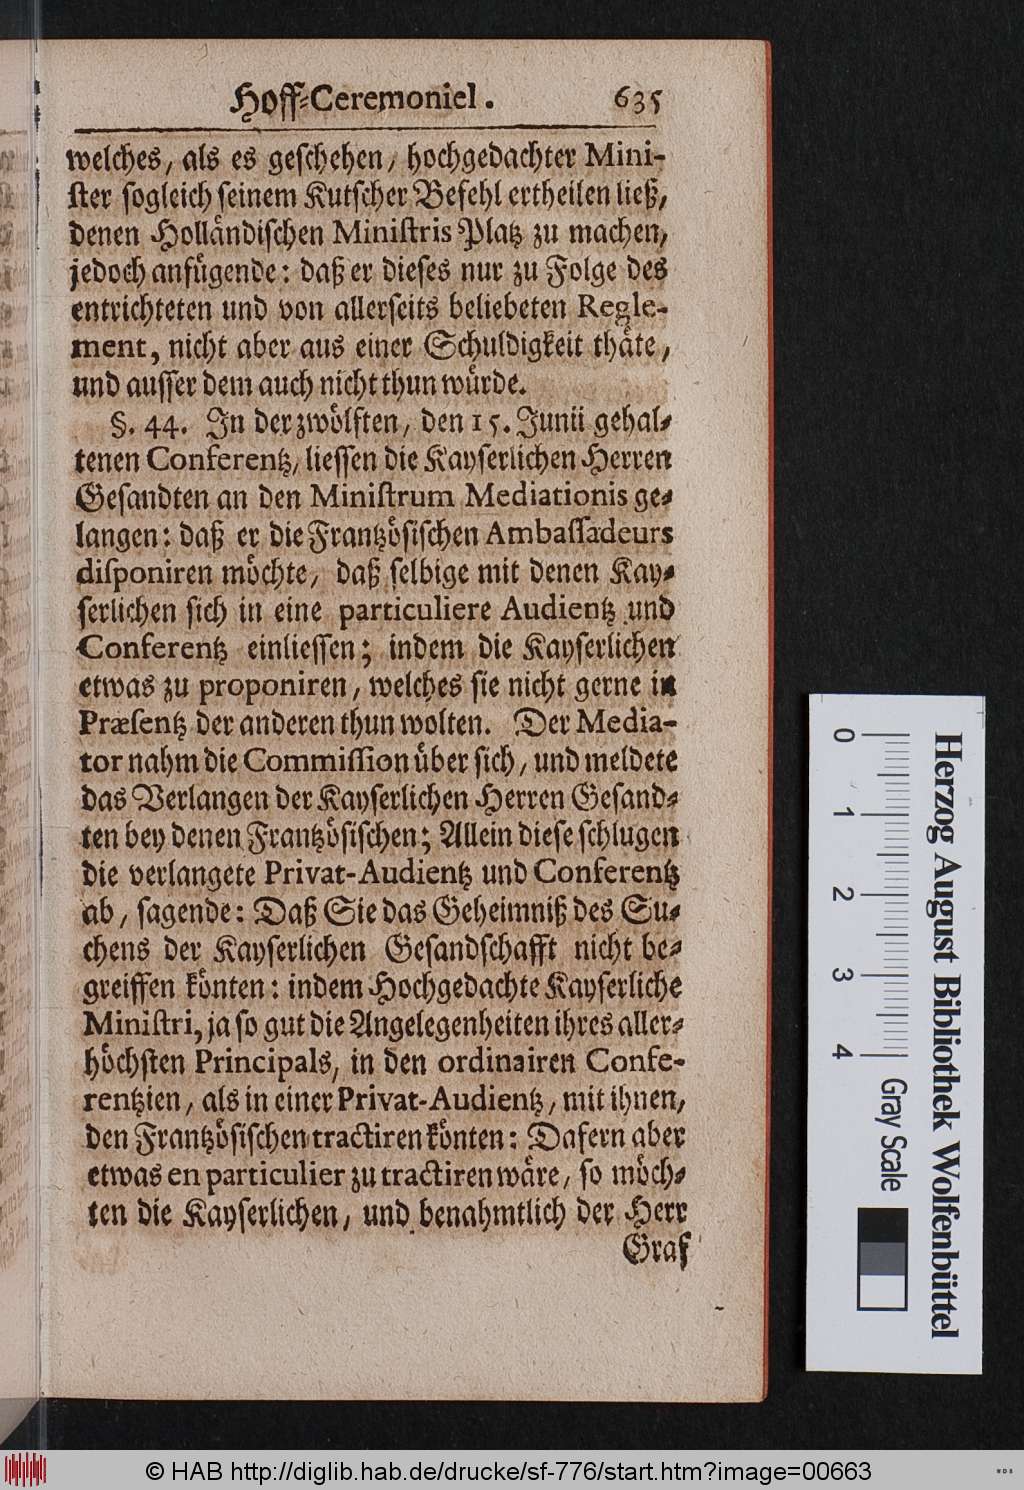 Hoff-Ceremoniel. 635
welches, als es geschehen, hochgedachter Mini-
ster sogleich seinem Kutscher Befehl ertheilen ließ,
denen Holländischen Ministris Platz zu machen,
jedoch anfügende: daß er dieses nur zu Folge des
entrichteten und von allerseits beliebeten Regle-
ment, nicht aber aus einer Schuldigkeit thäte,
und ausser dem auch nicht thun würde.
§. 44. In der zwölften, den 15. Junii gehal-
tenen Conferentz, liessen die Kayserlichen Herren
Gesandten an den Ministrum Mediationis ge-
langen: daß er die Frantzösischen Ambassadeurs
disponiren möchte, daß selbige mit denen Kay-
serlichen sich in eine particuliere Audientz und
Conferentz einliessen; indem die Kayserlichen
etwas zu proponiren, welches sie nicht gerne in
Præsentz der anderen thun wolten. Der Media-
tor nahm die Commission über sich, und meldete
das Verlangen der Kayserlichen Herren Gesand-
ten bey denen Frantzösischen; Allein diese schlugen
die verlangete Privat-Audientz und Conferentz
ab, sagende: Daß Sie das Geheimniß des Su-
chens der Kayserlichen Gesandschafft nicht be-
greiffen könten: indem Hochgedachte Kayserliche
Ministri, ja so gut die Angelegenheiten ihres aller-
höchsten Principals, in den ordinairen Confe-
rentzien, als in einer Privat-Audientz, mit ihnen,
den Frantzösischen tractiren könten: Dafern aber
etwas en particulier zu tractiren wäre, so möch-
ten die Kayserlichen, und benahmtlich der Herr
Graf
0 1 2 3 4 Gray Scale
Herzog August Bibliothek Wolfenbüttel
© HAB http://diglib.hab.de/drucke/sf-776/start.htm?image=00663